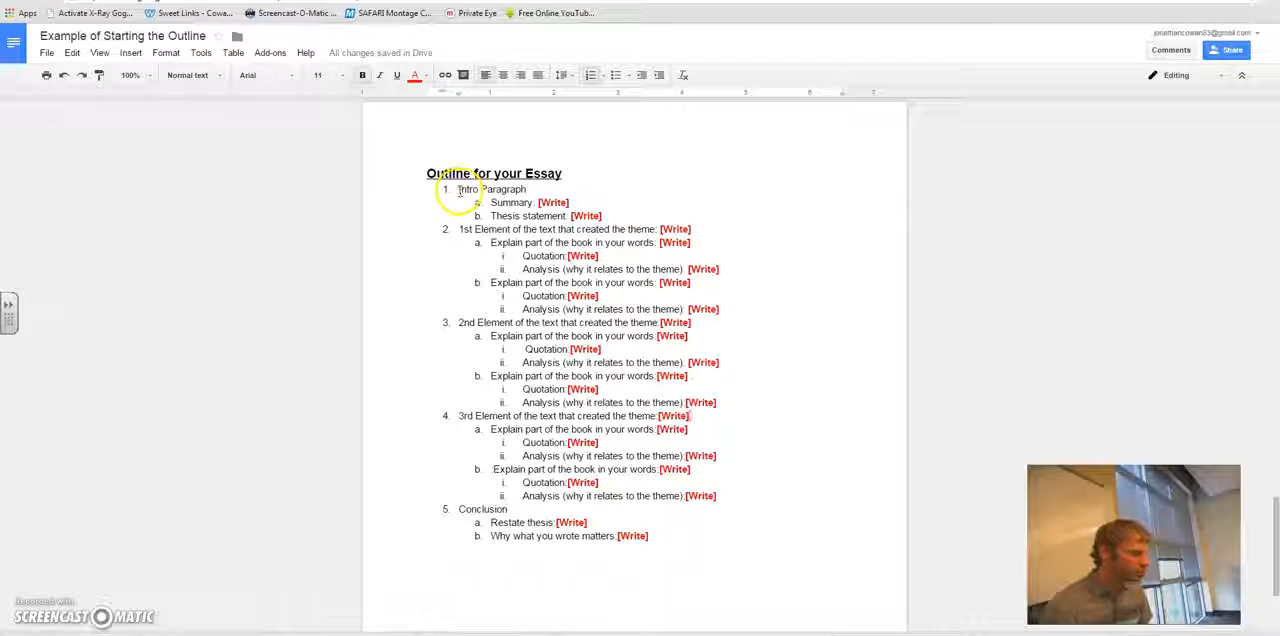 Apps Activate X-Ray Gog... Sweet Links - Cowa... Screencast-O-Matic ... SAFARI Montage C... Private Eye Free Online YouTub...
Example of Starting the Outline
jonathancowan53@gmail.com
File Edit View Insert Format Tools Table Add-ons Help All changes saved in Drive
Comments Share
100% Normal text Arial 11 B I U A Editing
1 1 2 3 4 5 6 7
Outline for your Essay
1. Intro Paragraph
a. Summary: [Write]
b. Thesis statement: [Write]
2. 1st Element of the text that created the theme: [Write]
a. Explain part of the book in your words: [Write]
i Quotation:[Write]
ii. Analysis (why it relates to the theme) [Write]
b Explain part of the book in your words: [Write]
i Quotation:[Write]
ii. Analysis (why it relates to the theme): [Write]
3. 2nd Element of the text that created the theme:[Write]
a. Explain part of the book in your words:[Write]
i. Quotation:[Write]
ii. Analysis (why it relates to the theme): [Write]
b. Explain part of the book in your words:[Write]
i. Quotation:[Write]
ii. Analysis (why it relates to the theme):[Write]
4. 3rd Element of the text that created the theme:[Write]
a. Explain part of the book in your words:[Write]
i. Quotation:[Write]
ii. Analysis (why it relates to the theme):[Write]
b. :Explain part of the book in your words:[Write]
i. Quotation:[Write]
ii. Analysis (why it relates to the theme):[Write]
5. Conclusion
a. Restate thesis:[Write]
b. Why what you wrote matters:[Write]
Recorded with
SCREENCAST O MATIC